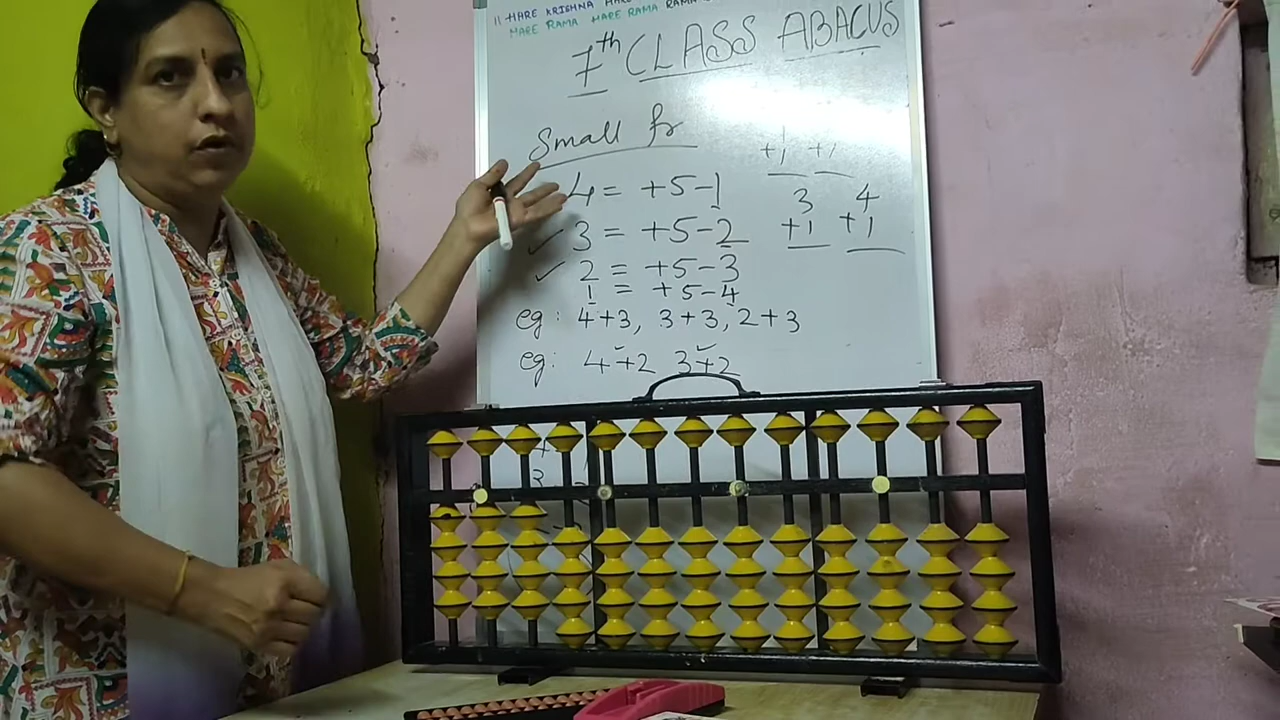 || HARE KRISHNA HARE
HARE RAMA HARE RAMA RAMA
7th CLASS ABACUS
Small fr
4 = +5-1
3 = +5-2
2 = +5-3
1 = +5-4
eg: 4+3, 3+3, 2+3
eg: 4+2 3+2
+1 +1
3 4
+1 +1